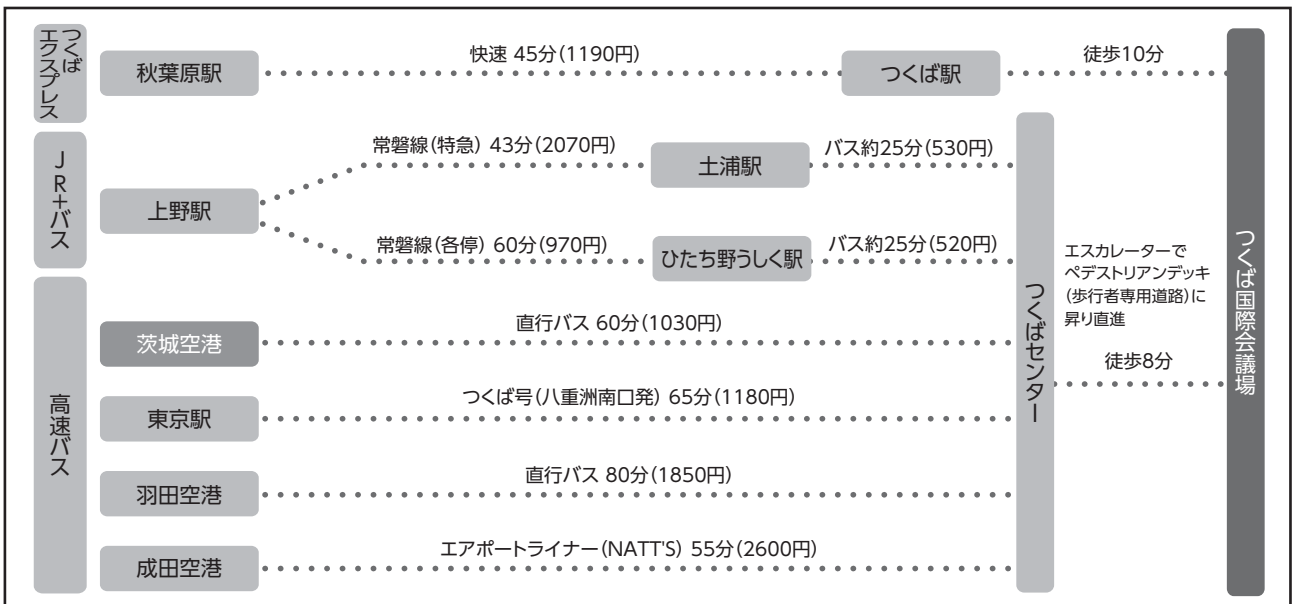 つくば
エクスプレス
秋葉原駅
快速 45分(1190円)
つくば駅
徒歩10分
JR+バス
上野駅
常磐線(特急) 43分(2070円)
土浦駅
バス約25分(530円)
常磐線(各停) 60分(970円)
ひたち野うしく駅
バス約25分(520円)
高速バス
茨城空港
直行バス 60分(1030円)
東京駅
つくば号(八重洲南口発) 65分(1180円)
羽田空港
直行バス 80分(1850円)
成田空港
エアポートライナー(NATT'S) 55分(2600円)
つくばセンター
エスカレーターで
ペデストリアンデッキ
(歩行者専用道路)に
昇り直進
徒歩8分
つくば国際会議場